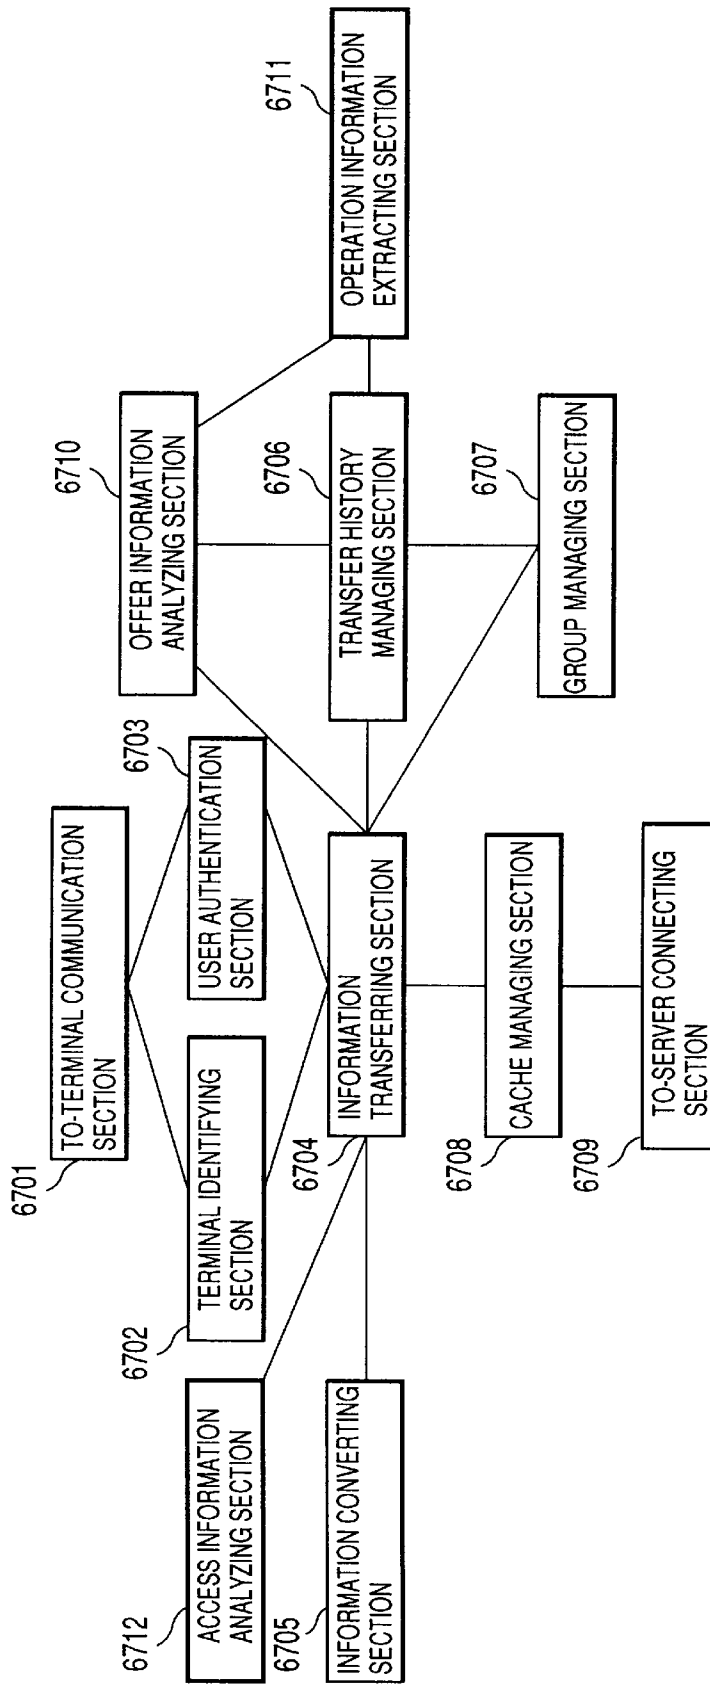 6701
TO-TERMINAL COMMUNICATION
SECTION
6702
TERMINAL IDENTIFYING
SECTION
6703
USER AUTHENTICATION
SECTION
6710
OFFER INFORMATION
ANALYZING SECTION
6712
ACCESS INFORMATION
ANALYZING SECTION
6705
INFORMATION CONVERTING
SECTION
6704
INFORMATION
TRANSFERRING SECTION
6706
TRANSFER HISTORY
MANAGING SECTION
6711
OPERATION INFORMATION
EXTRACTING SECTION
6708
CACHE MANAGING SECTION
6707
GROUP MANAGING SECTION
6709
TO-SERVER CONNECTING
SECTION